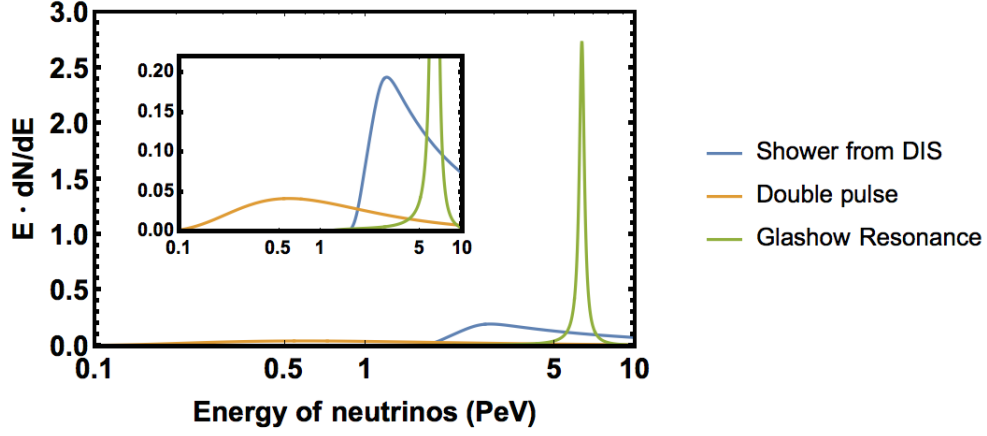 3.0
2.5
2.0
1.5
1.0
0.5
0.0
E · dN/dE
0.20
0.15
0.10
0.05
0.00
0.1 0.5 1 5 10
0.1 0.5 1 5 10
Energy of neutrinos (PeV)
Shower from DIS
Double pulse
Glashow Resonance